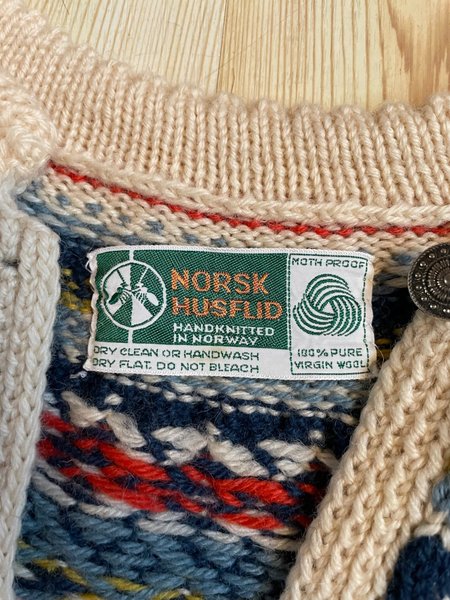 NORSK
HUSFLID
HANDKNITTED
IN NORWAY
DRY CLEAN OR HANDWASH
DRY FLAT. DO NOT BLEACH
MOTH PROOF
100% PURE
VIRGIN WOOL